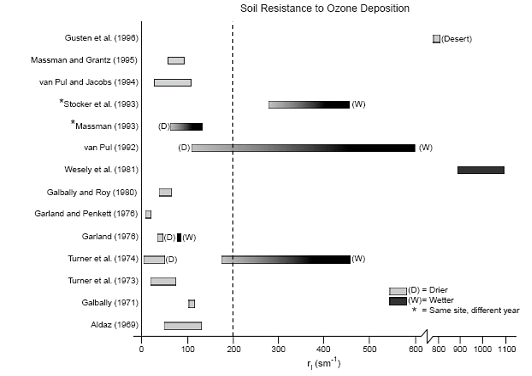 Soil Resistance to Ozone Deposition
Gusten et al. (1996)
(Desert)
Massman and Grantz (1995)
van Pul and Jacobs (1994)
*Stocker et al. (1993)
(W)
*Massman (1993)
(D)
van Pul (1992)
(D)
(W)
Wesely et al. (1981)
Galbally and Roy (1980)
Garland and Penkett (1976)
Garland (1976)
(D)
(W)
Turner et al. (1974)
(D)
(W)
Turner et al. (1973)
Galbally (1971)
Aldaz (1969)
(D) = Drier
(W)= Wetter
* = Same site, different year
0 100 200 300 400 500 600 800 900 1000 1100
rI (sm-1)